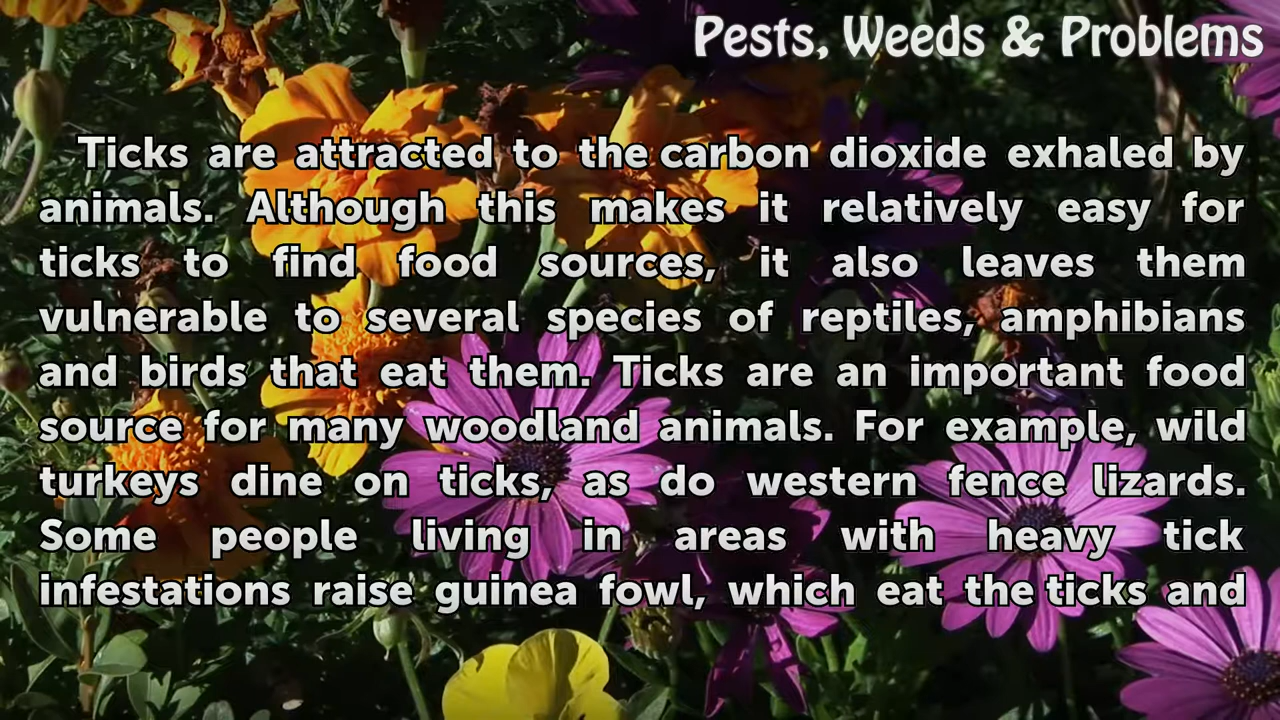 Pests, Weeds & Problems
Ticks are attracted to the carbon dioxide exhaled by
animals. Although this makes it relatively easy for
ticks to find food sources, it also leaves them
vulnerable to several species of reptiles, amphibians
and birds that eat them. Ticks are an important food
source for many woodland animals. For example, wild
turkeys dine on ticks, as do western fence lizards.
Some people living in areas with heavy tick
infestations raise guinea fowl, which eat the ticks and